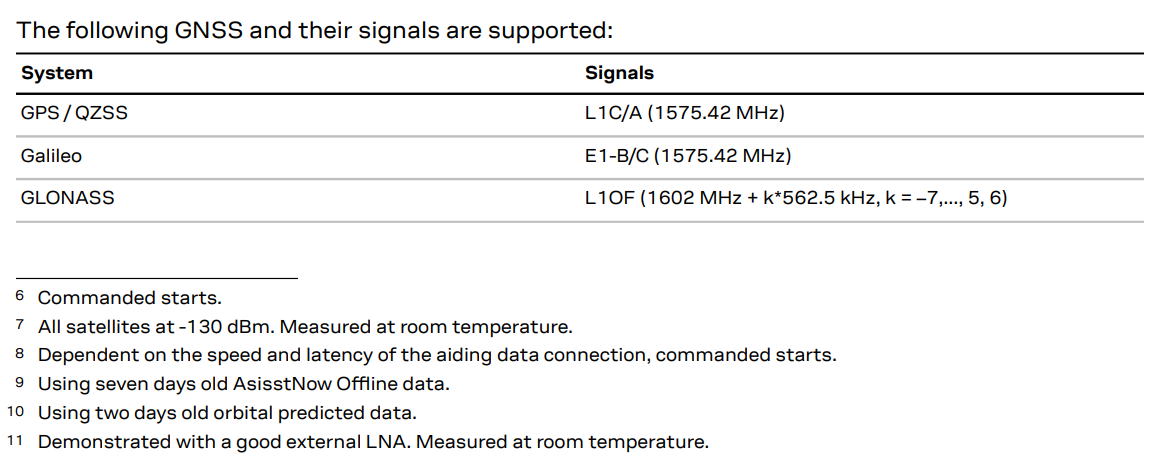 The following GNSS and their signals are supported:
System Signals
GPS / QZSS L1C/A (1575.42 MHz)
Galileo E1-B/C (1575.42 MHz)
GLONASS L1OF (1602 MHz + k*562.5 kHz, k = –7,..., 5, 6)
6 Commanded starts.
7 All satellites at -130 dBm. Measured at room temperature.
8 Dependent on the speed and latency of the aiding data connection, commanded starts.
9 Using seven days old AsisstNow Offline data.
10 Using two days old orbital predicted data.
11 Demonstrated with a good external LNA. Measured at room temperature.